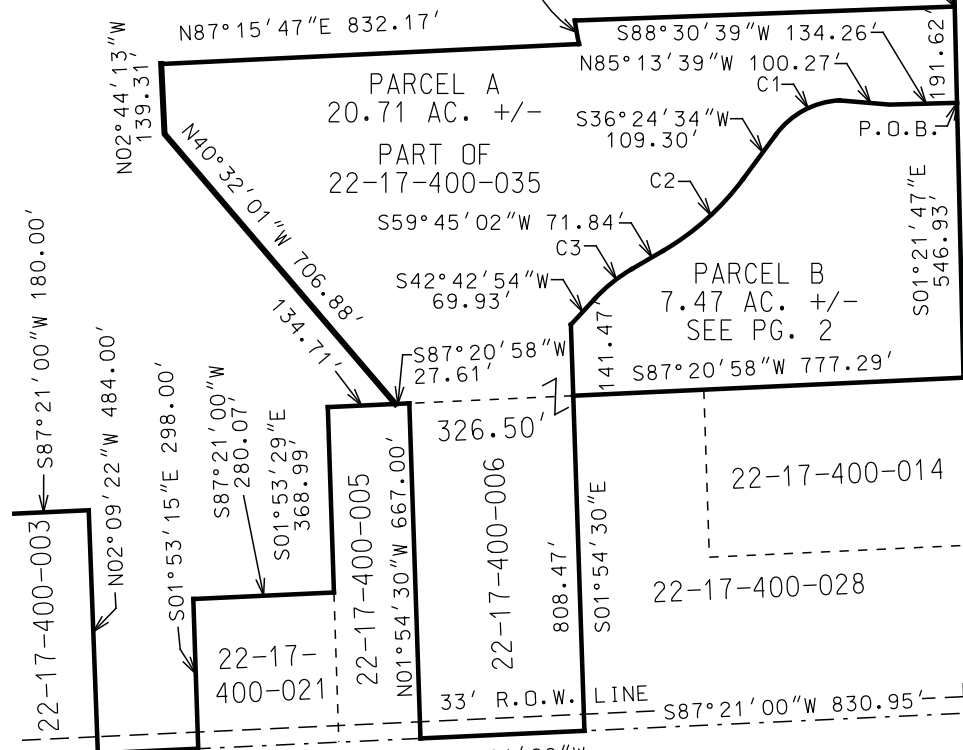 N87°15'47"E 832.17'
S88°30'39"W 134.26'
191.62'
N85°13'39"W 100.27'
C1
N02°44'13"W
139.31'
PARCEL A
20.71 AC. +/-
S36°24'34"W
109.30'
P.O.B.
N40°32'01"W 706.88'
PART OF
22-17-400-035
C2
S59°45'02"W 71.84'
C3
S01°21'47"E
546.93'
S42°42'54"W
69.93'
PARCEL B
7.47 AC. +/-
SEE PG. 2
134.71'
S87°20'58"W
27.61'
141.47'
S87°20'58"W 777.29'
S87°21'00"W 180.00'
N02°09'22"W 484.00'
S01°53'15"E 298.00'
S87°21'00"W
280.07'
S01°53'29"E
368.99'
326.50'
22-17-400-003
22-17-400-005
N01°54'30"W 667.00'
22-17-400-006
808.47'
S01°54'30"E
22-17-400-014
22-17-400-028
22-17-
400-021
33' R.O.W. LINE
S87°21'00"W 830.95'